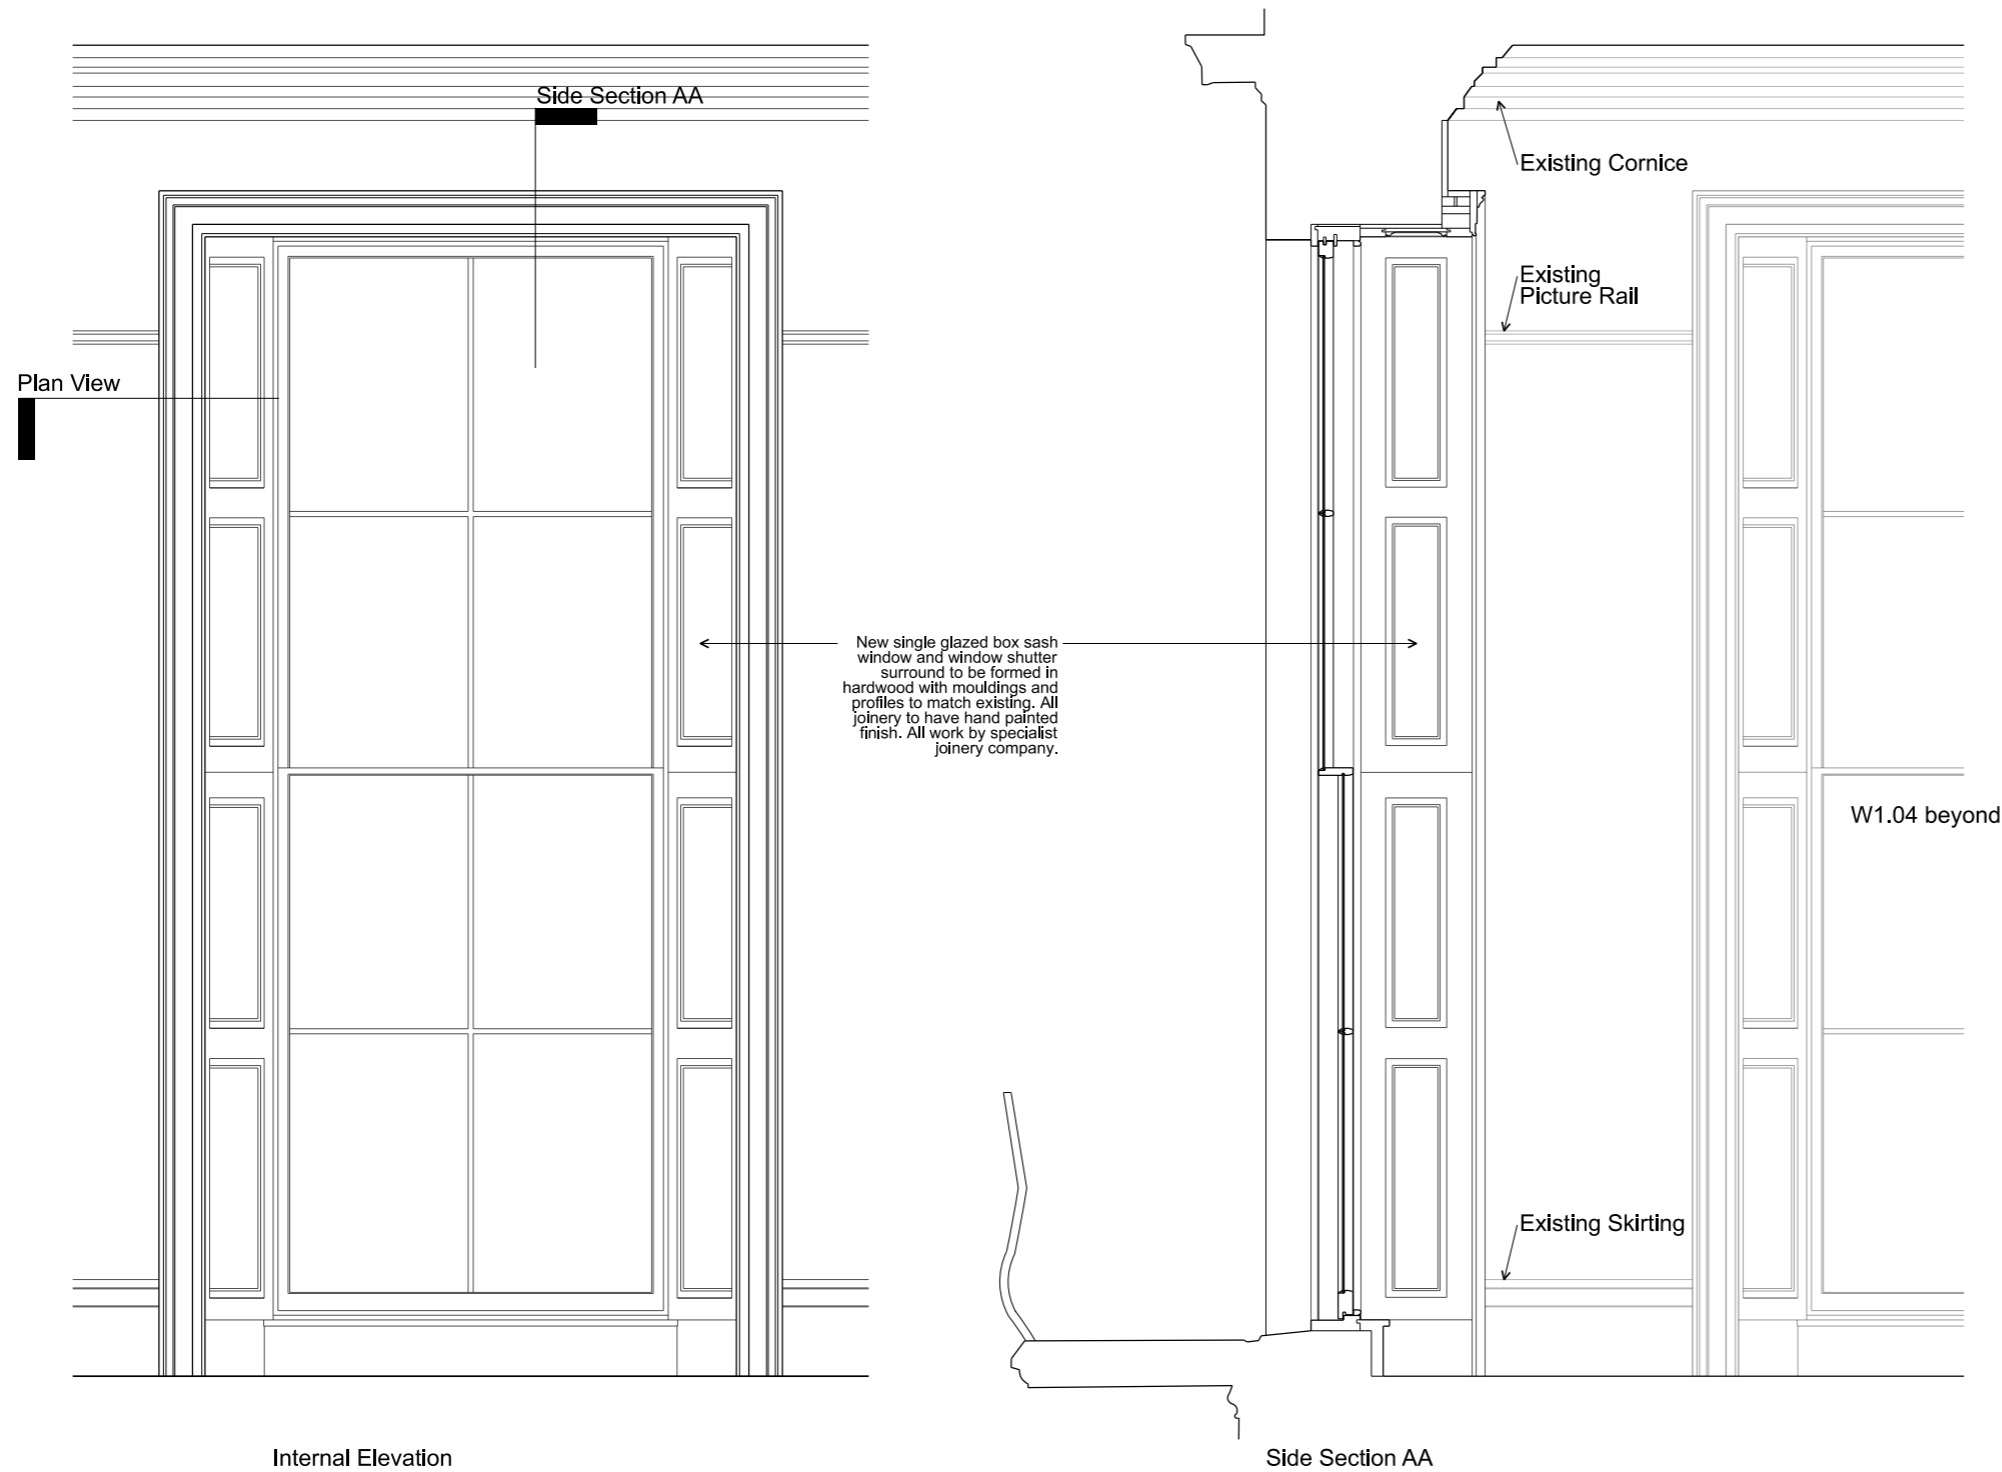 Side Section AA
Existing Cornice
Existing
Picture Rail
Plan View
New single glazed box sash
window and window shutter
surround to be formed in
hardwood with mouldings and
profiles to match existing. All
joinery to have hand painted
finish. All work by specialist
joinery company.
W1.04 beyond
Existing Skirting
Internal Elevation
Side Section AA